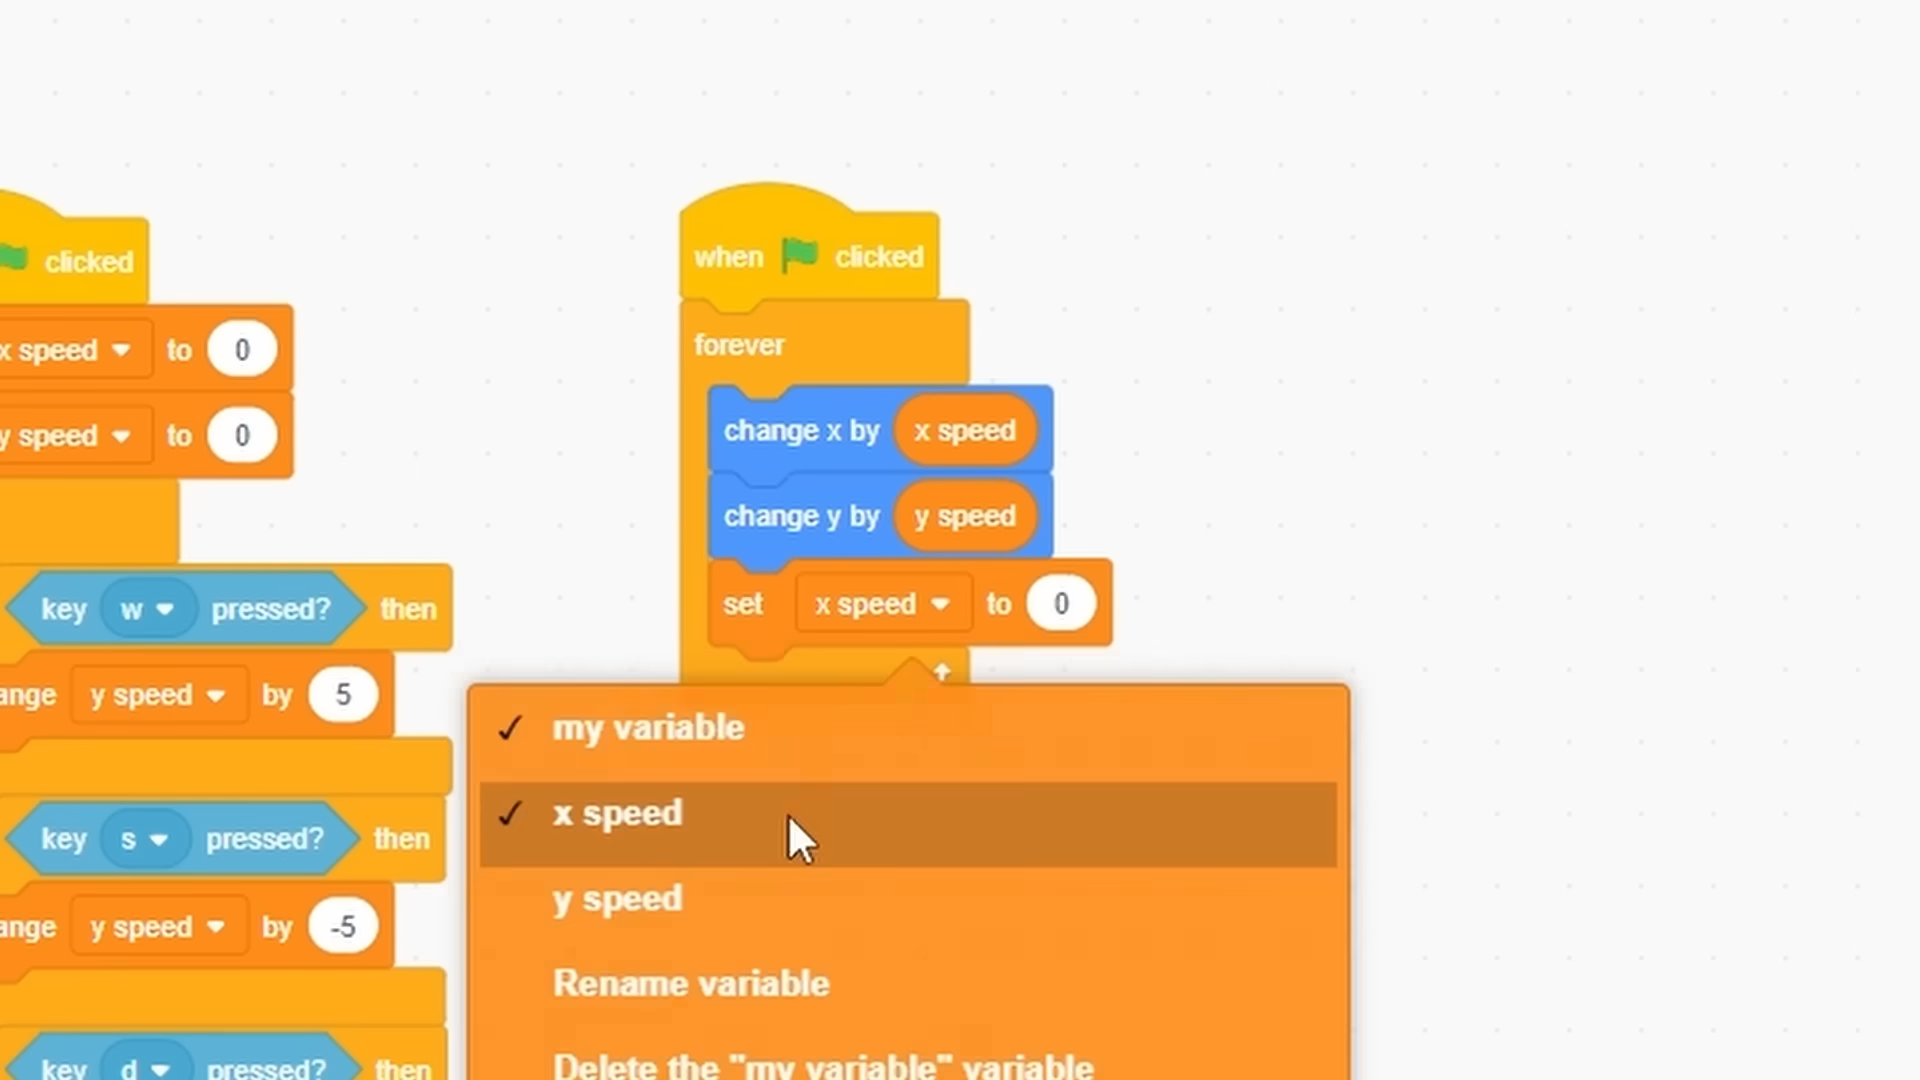 clicked
x speed to 0
y speed to 0
key w pressed? then
ange y speed by 5
key s pressed? then
ange y speed by -5
key d pressed? then
when clicked
forever
change x by x speed
change y by y speed
set x speed to 0
✓ my variable
✓ x speed
y speed
Rename variable
Delete the "my variable" variable